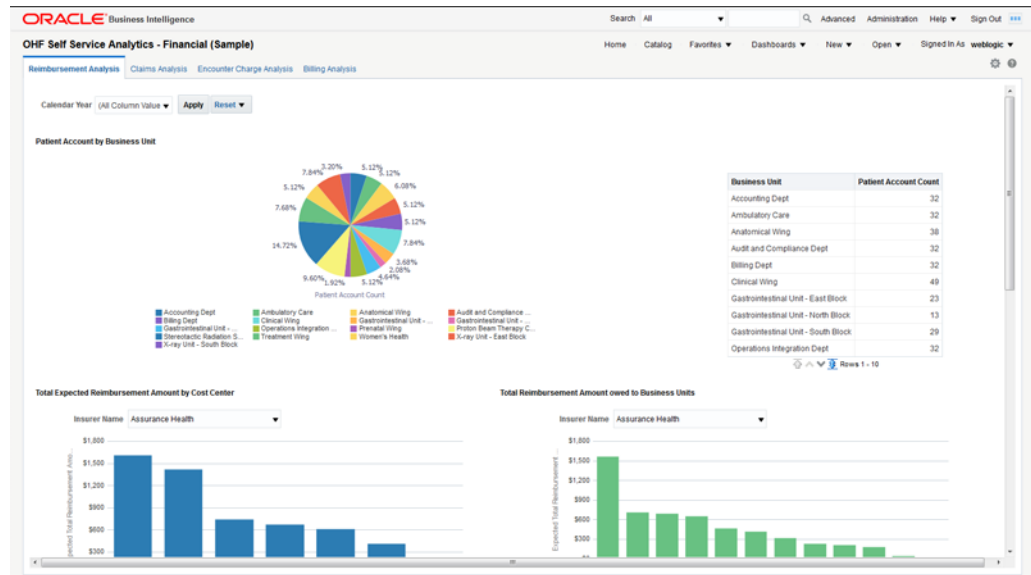 ORACLE Business Intelligence
Search All Advanced Administration Help Sign Out
OHF Self Service Analytics - Financial (Sample)
Home Catalog Favorites Dashboards New Open Signed In As weblogic
Reimbursement Analysis Claims Analysis Encounter Charge Analysis Billing Analysis
Calendar Year (All Column Value Apply Reset
Patient Account by Business Unit
3.20% 5.12% 5.12%
7.84%
5.12% 6.08%
7.68% 5.12%
5.12%
14.72% 7.84%
3.68%
2.08%
9.60% 1.92% 5.12% 4.64%
Patient Account Count
Accounting Dept Ambulatory Care Anatomical Wing Audit and Compliance ...
Billing Dept Clinical Wing Gastrointestinal Unit - ... Gastrointestinal Unit - ...
Gastrointestinal Unit - ... Operations Integration ... Prenatal Wing Proton Beam Therapy C...
Stereotactic Radiation S... Treatment Wing Women's Health X-ray Unit - East Block
X-ray Unit - South Block
Business Unit Patient Account Count
Accounting Dept 32
Ambulatory Care 32
Anatomical Wing 38
Audit and Compliance Dept 32
Billing Dept 32
Clinical Wing 49
Gastrointestinal Unit - East Block 23
Gastrointestinal Unit - North Block 13
Gastrointestinal Unit - South Block 29
Operations Integration Dept 32
Rows 1 - 10
Total Expected Reimbursement Amount by Cost Center
Insurer Name Assurance Health
pected Total Reimbursement Amo...
$1,800
$1,500
$1,200
$900
$600
$300
Total Reimbursement Amount owed to Business Units
Insurer Name Assurance Health
Expected Total Reimbursement ...
$1,800
$1,500
$1,200
$900
$600
$300
$0